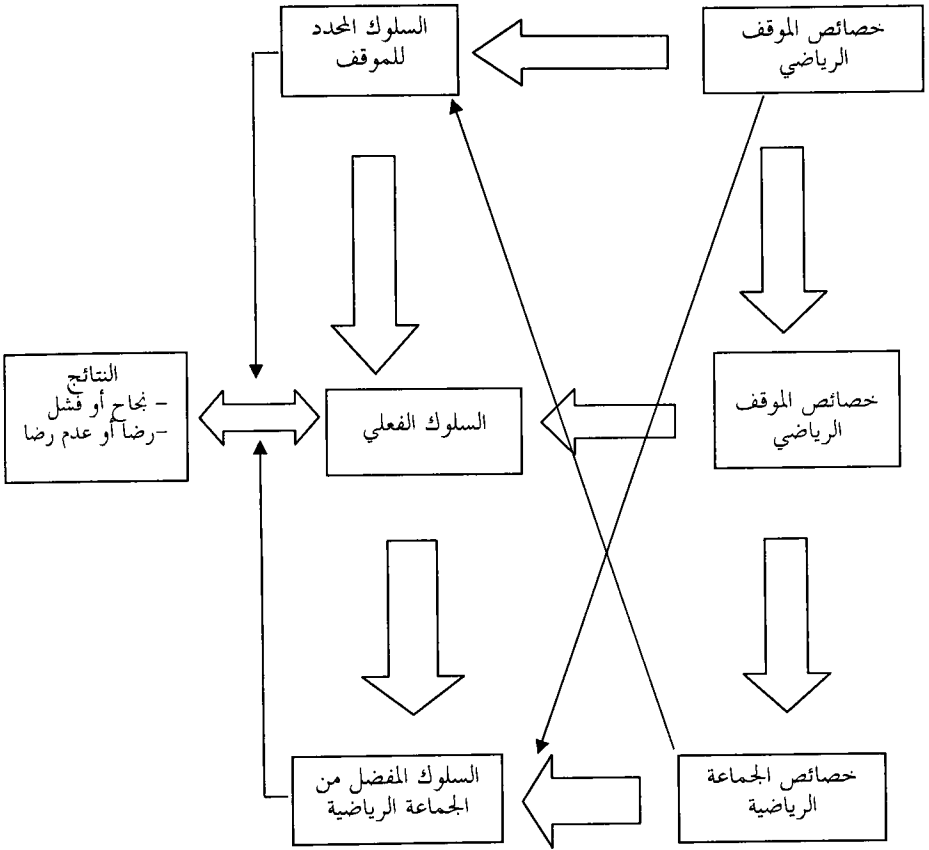 خصائص الموقف
الرياضي
السلوك المحدد
للموقف
خصائص الموقف
الرياضي
السلوك الفعلي
النتائج
– نجاح أو فشل
–رضا أو عدم رضا
خصائص الجماعة
الرياضية
السلوك المفضل من
الجماعة الرياضية